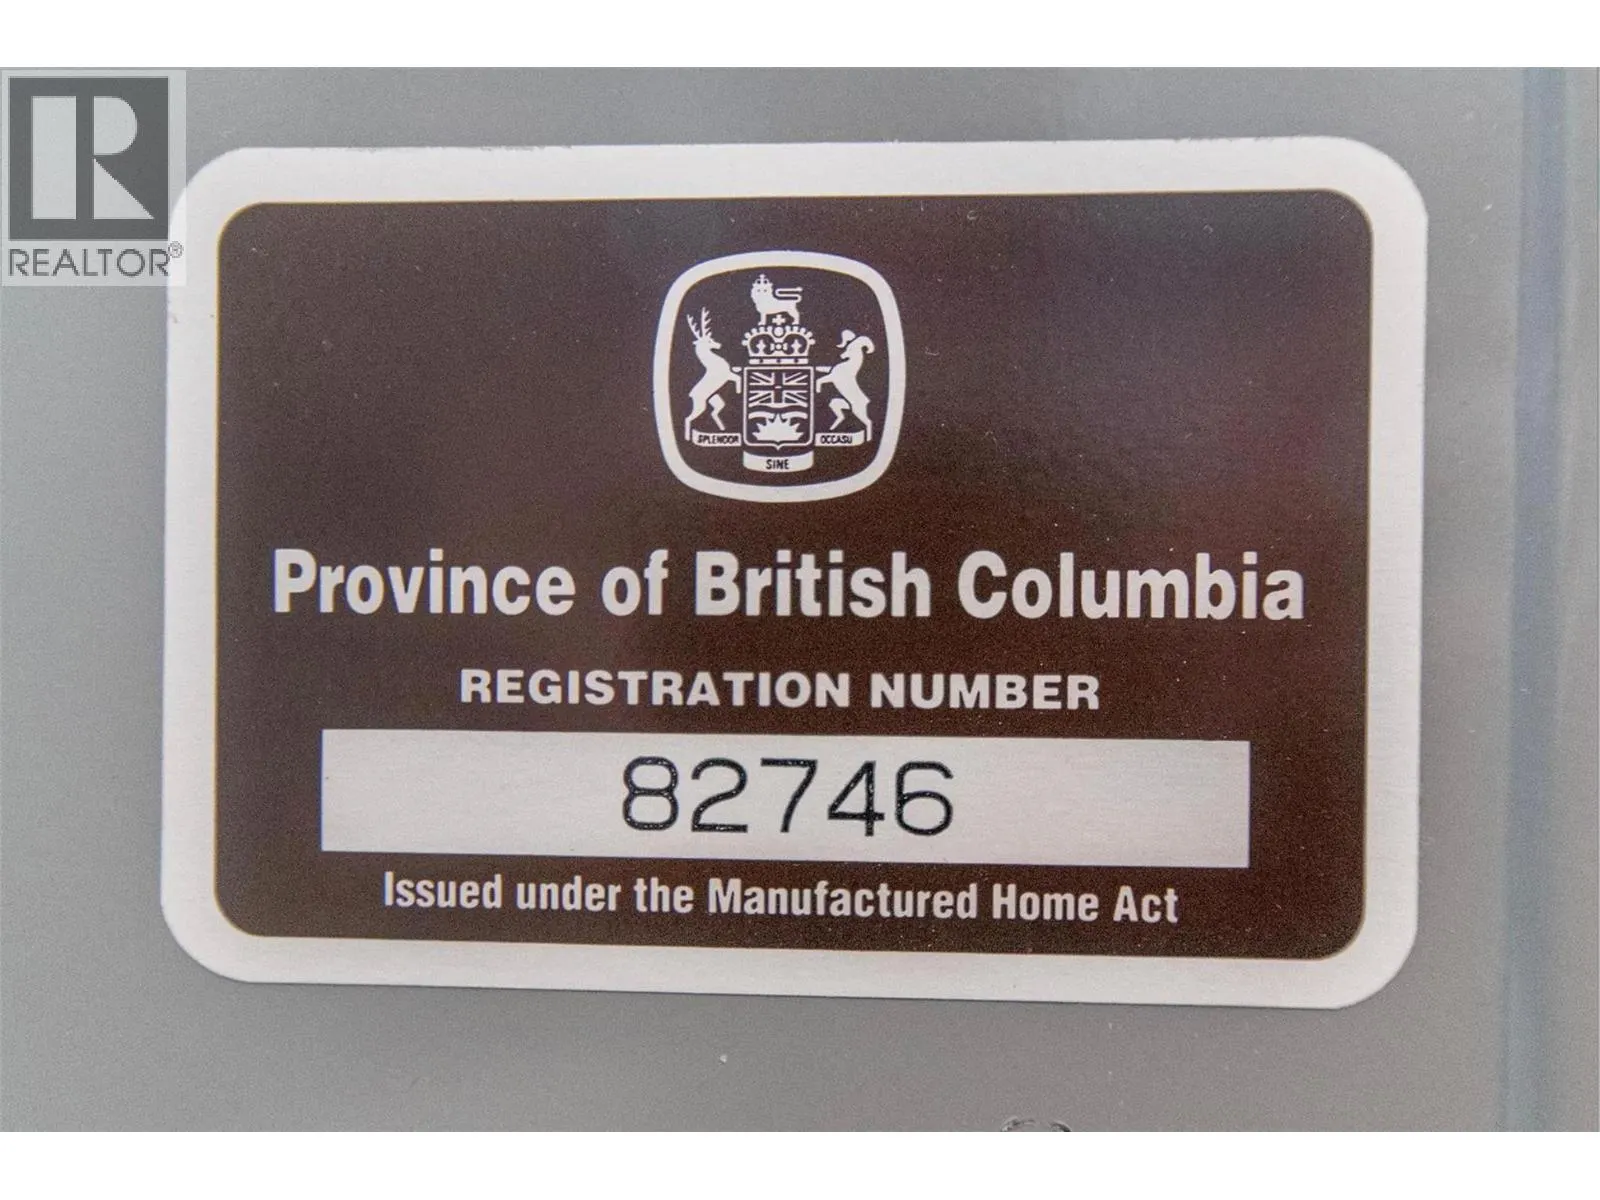 R
REALTOR®
SPLENDOR OCCASU
SINE
Province of British Columbia
REGISTRATION NUMBER
82746
Issued under the Manufactured Home Act